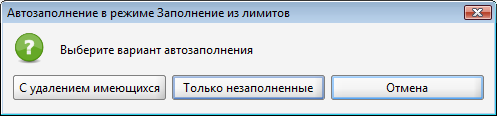 Автозаполнение в режиме Заполнение из лимитов
Выберите вариант автозаполнения
С удалением имеющихся Только незаполненные Отмена